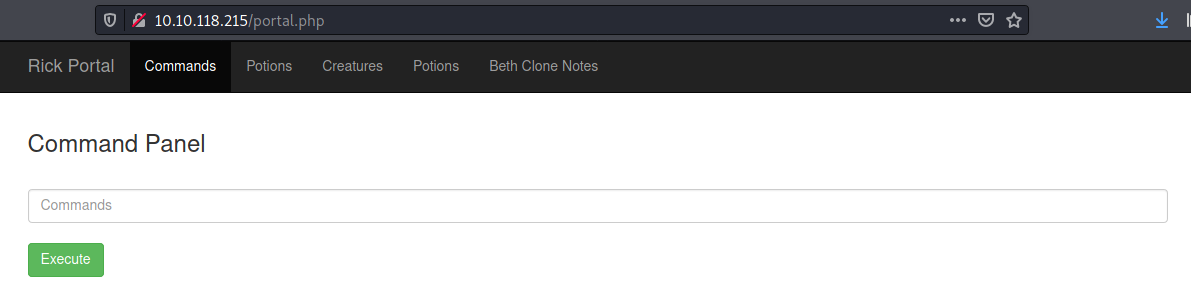 10.10.118.215/portal.php
Rick Portal Commands Potions Creatures Potions Beth Clone Notes
Command Panel
Commands
Execute